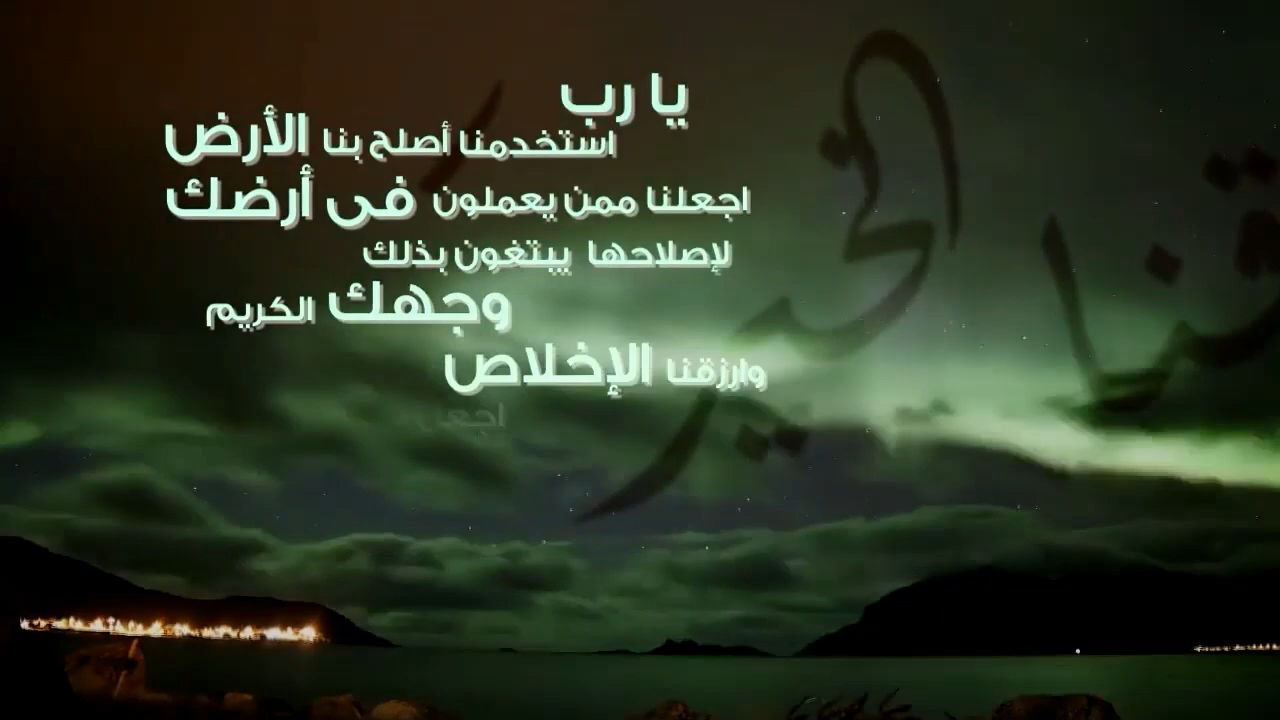 يا رب
استخدمنا أصلح بنا الأرض
اجعلنا ممن يعملون فى أرضك
لإصلاحها يبتغون بذلك
وجهك الكريم
وارزقنا الإخلاص